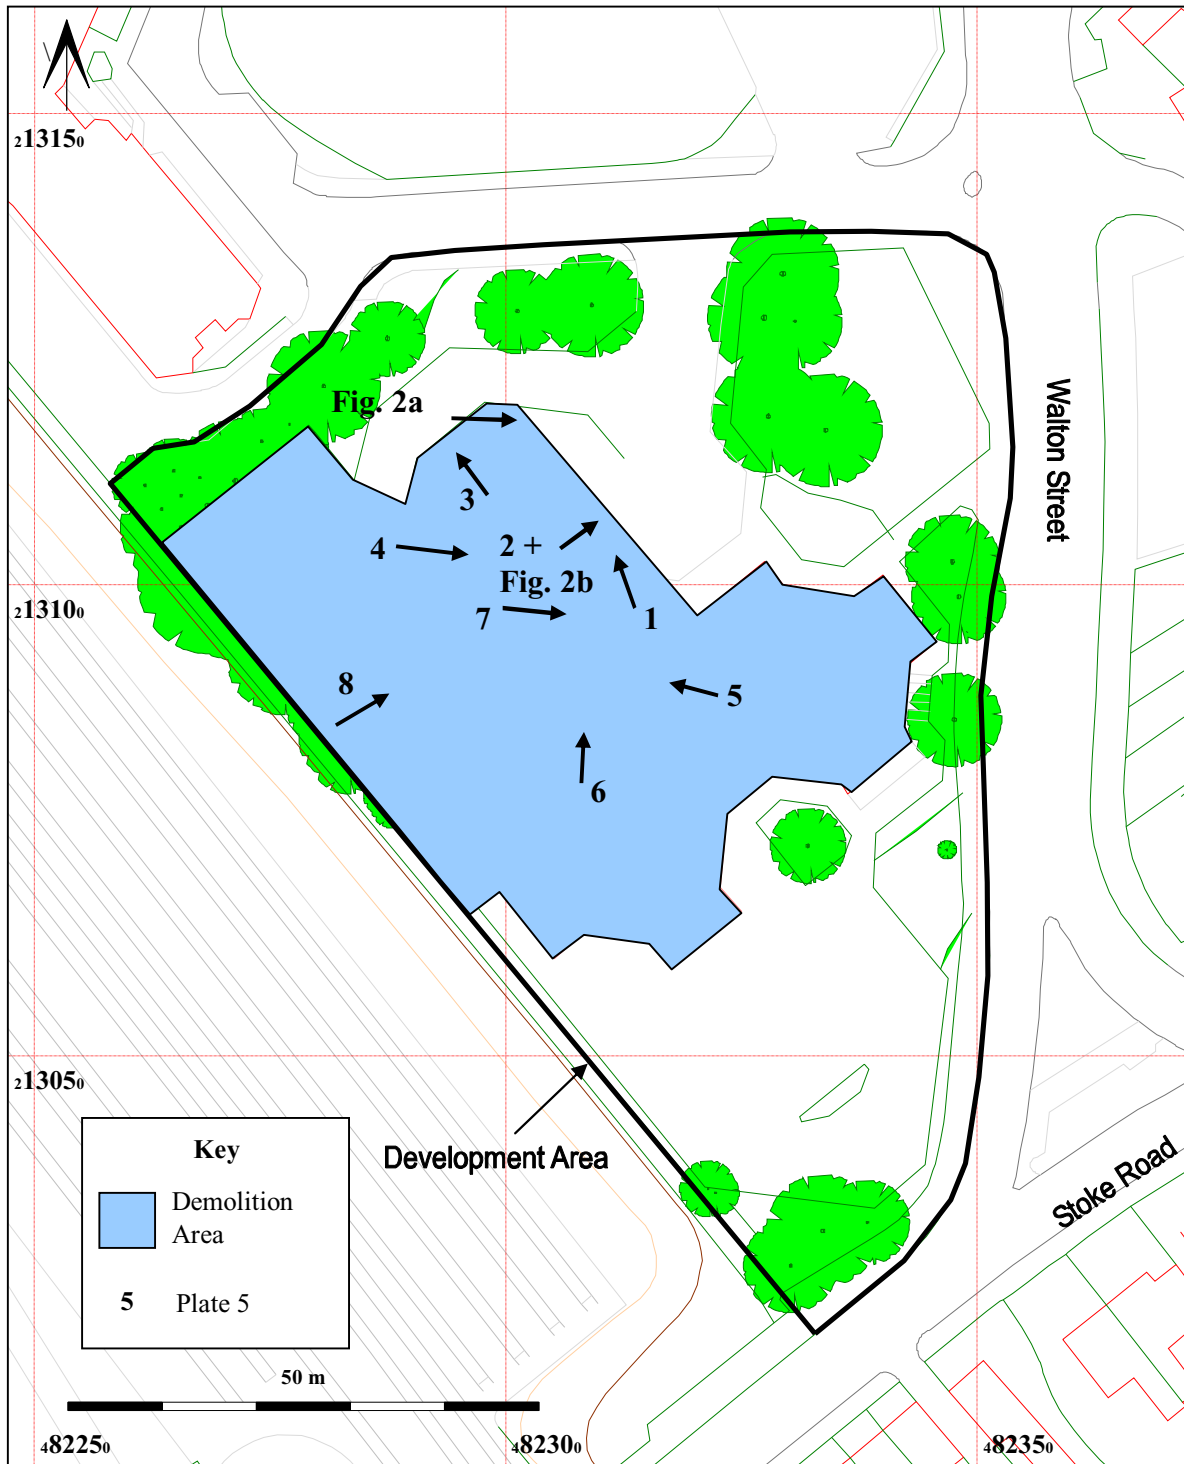 213150
Fig. 2a
3
Walton Street
4
2 +
Fig. 2b
213100
7
1
8
5
6
213050
Key
Development Area
Demolition
Area
Stoke Road
5 Plate 5
50 m
482250
482300
482350